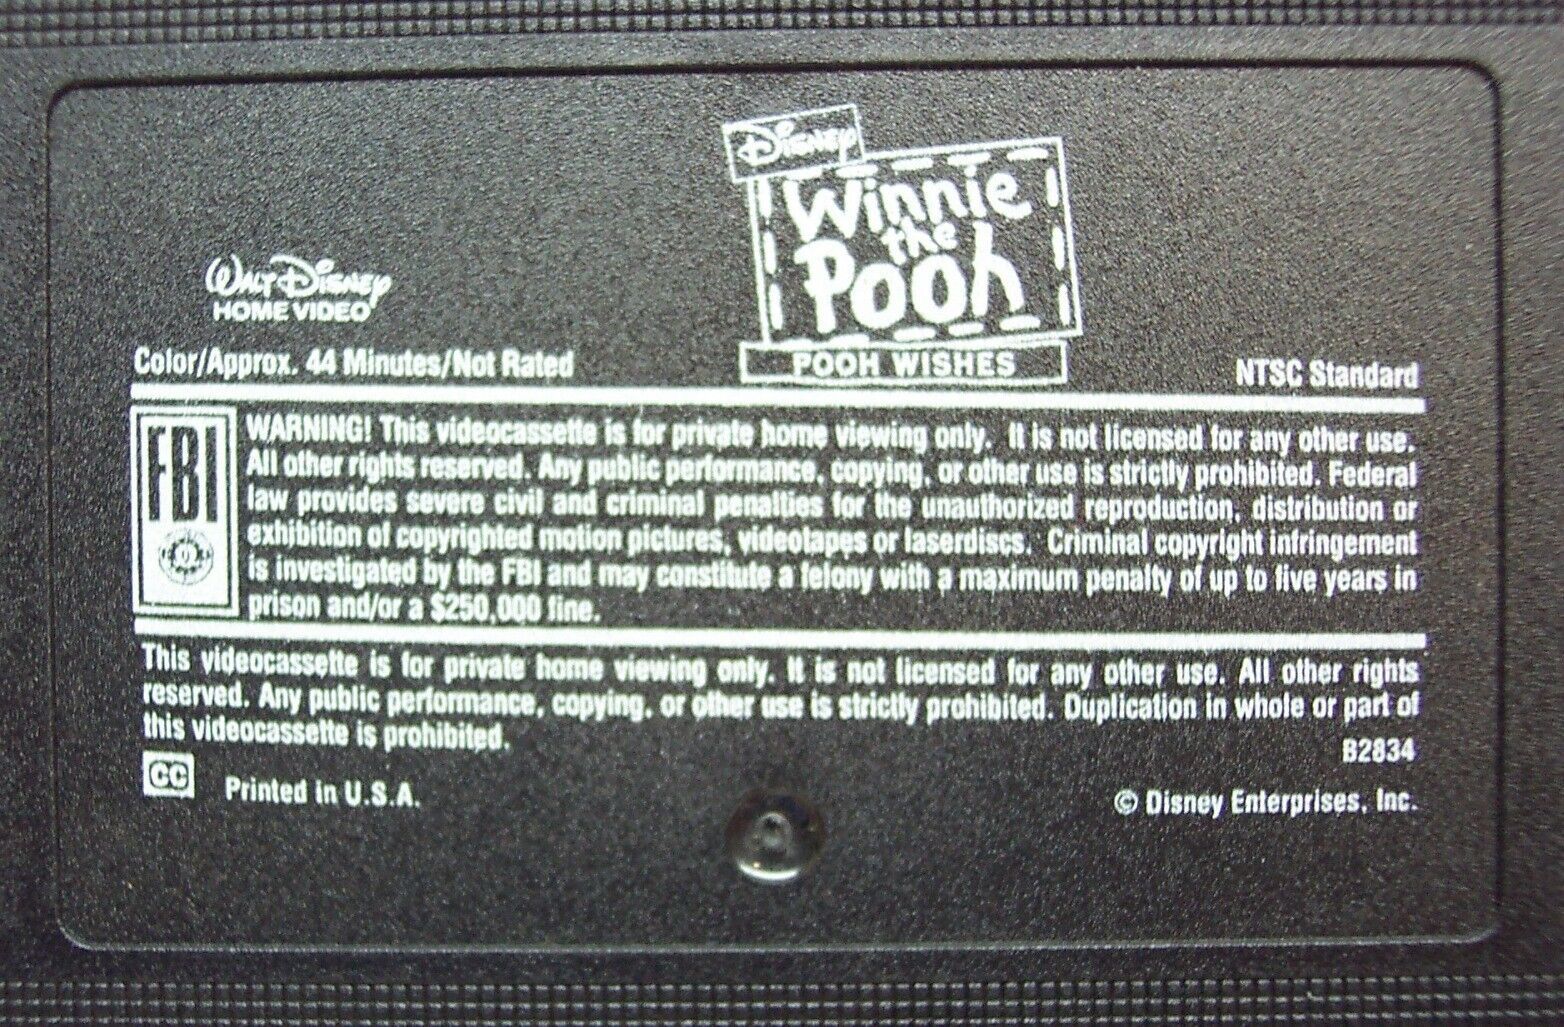 Disney
Winnie
the
Pooh
POOH WISHES
WALT DISNEY
HOME VIDEO
Color/Approx. 44 Minutes/Not Rated
NTSC Standard
FBI
WARNING! This videocassette is for private home viewing only. It is not licensed for any other use.
All other rights reserved. Any public performance, copying, or other use is strictly prohibited. Federal
law provides severe civil and criminal penalties for the unauthorized reproduction, distribution or
exhibition of copyrighted motion pictures, videotapes or laserdiscs. Criminal copyright infringement
is investigated by the FBI and may constitute a felony with a maximum penalty of up to five years in
prison and/or a $250,000 fine.
This videocassette is for private home viewing only. It is not licensed for any other use. All other rights
reserved. Any public performance, copying, or other use is strictly prohibited. Duplication in whole or part of
this videocassette is prohibited.
B2834
CC
Printed in U.S.A.
© Disney Enterprises, Inc.